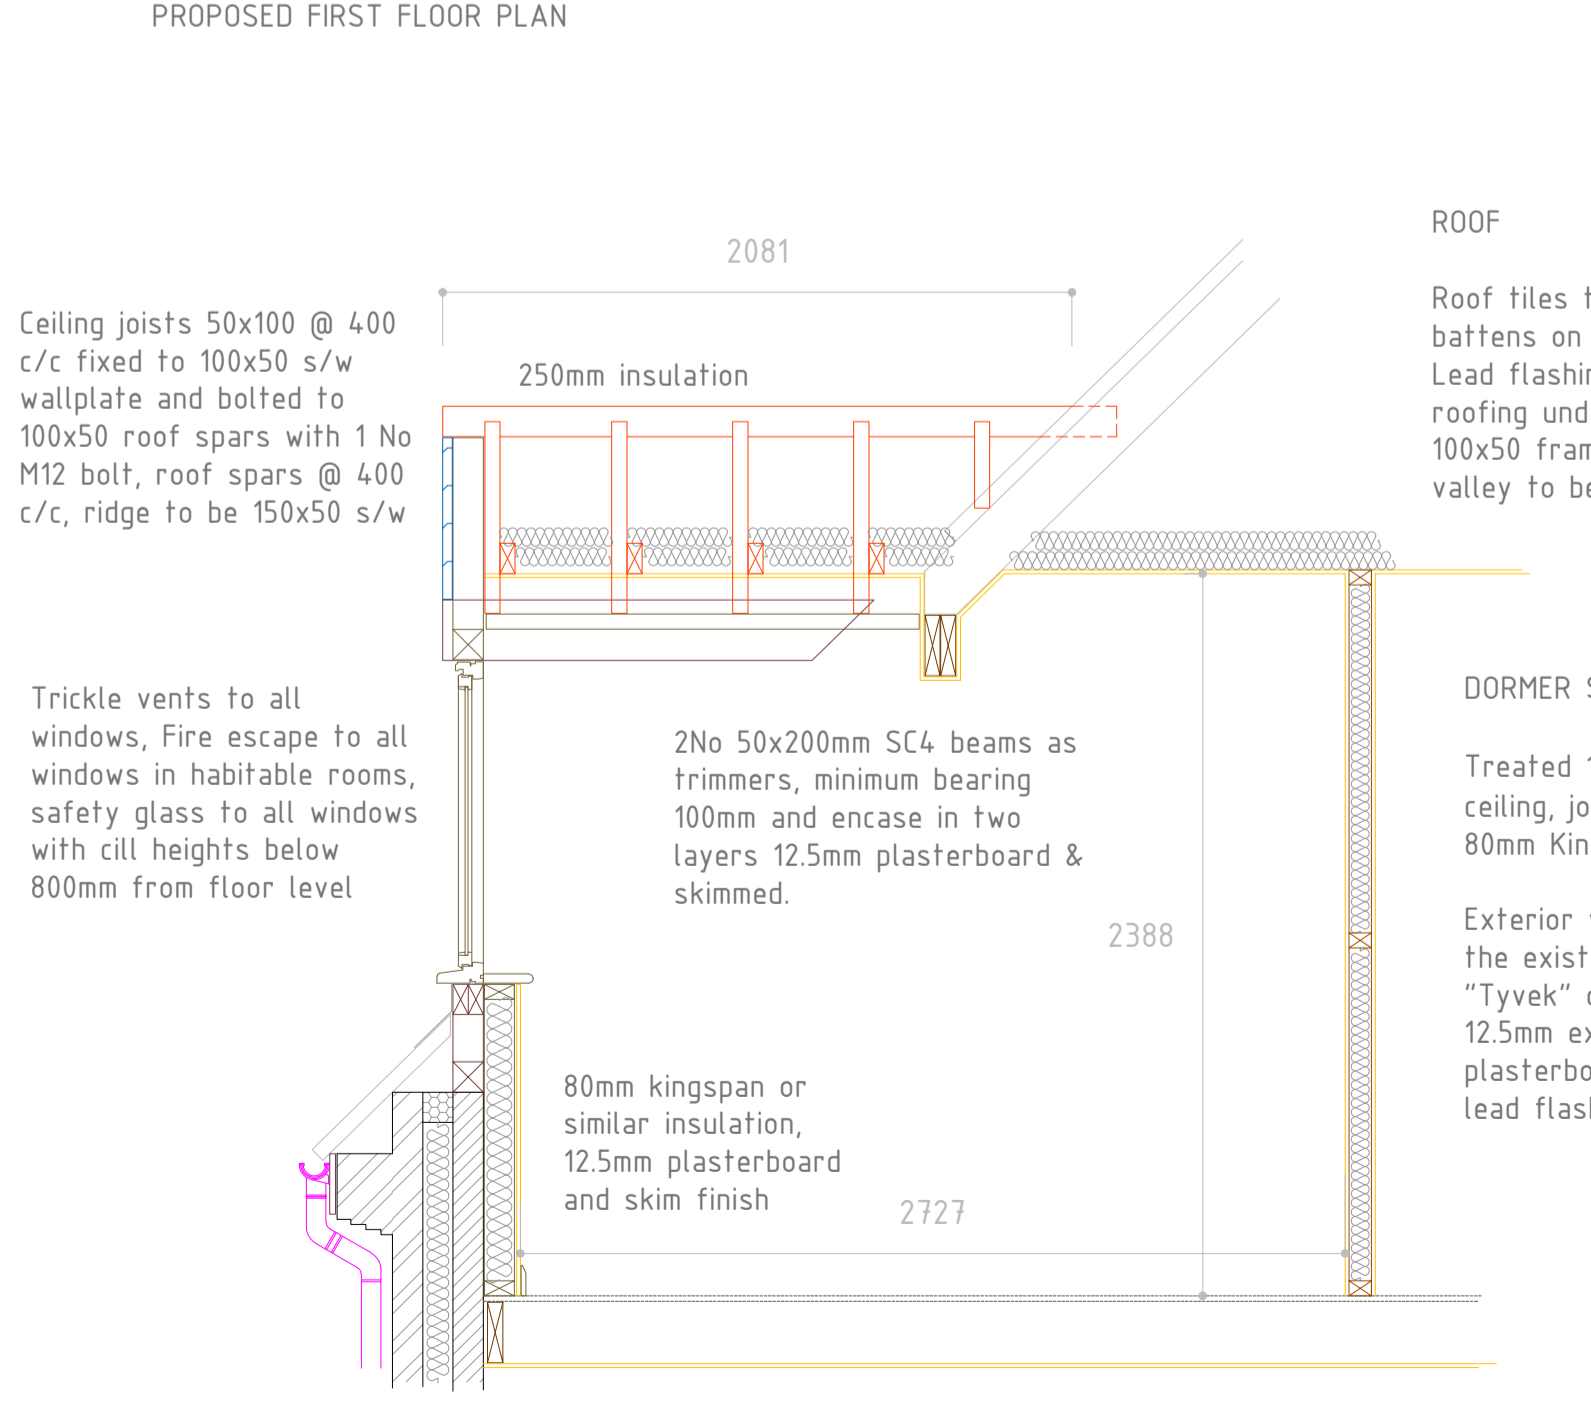 PROPOSED FIRST FLOOR PLAN
2081
Ceiling joists 50x100 @ 400
c/c fixed to 100x50 s/w
wallplate and bolted to
100x50 roof spars with 1 No
M12 bolt, roof spars @ 400
c/c, ridge to be 150x50 s/w
250mm insulation
ROOF
Roof tiles t
battens on
Lead flashin
roofing und
100x50 fram
valley to be
Trickle vents to all
windows, Fire escape to all
windows in habitable rooms,
safety glass to all windows
with cill heights below
800mm from floor level
2No 50x200mm SC4 beams as
trimmers, minimum bearing
100mm and encase in two
layers 12.5mm plasterboard &
skimmed.
2388
DORMER S
Treated 1
ceiling, jo
80mm Kin
Exterior
the exist
"Tyvek"
12.5mm ex
plasterbo
lead flash
80mm kingspan or
similar insulation,
12.5mm plasterboard
and skim finish
2727